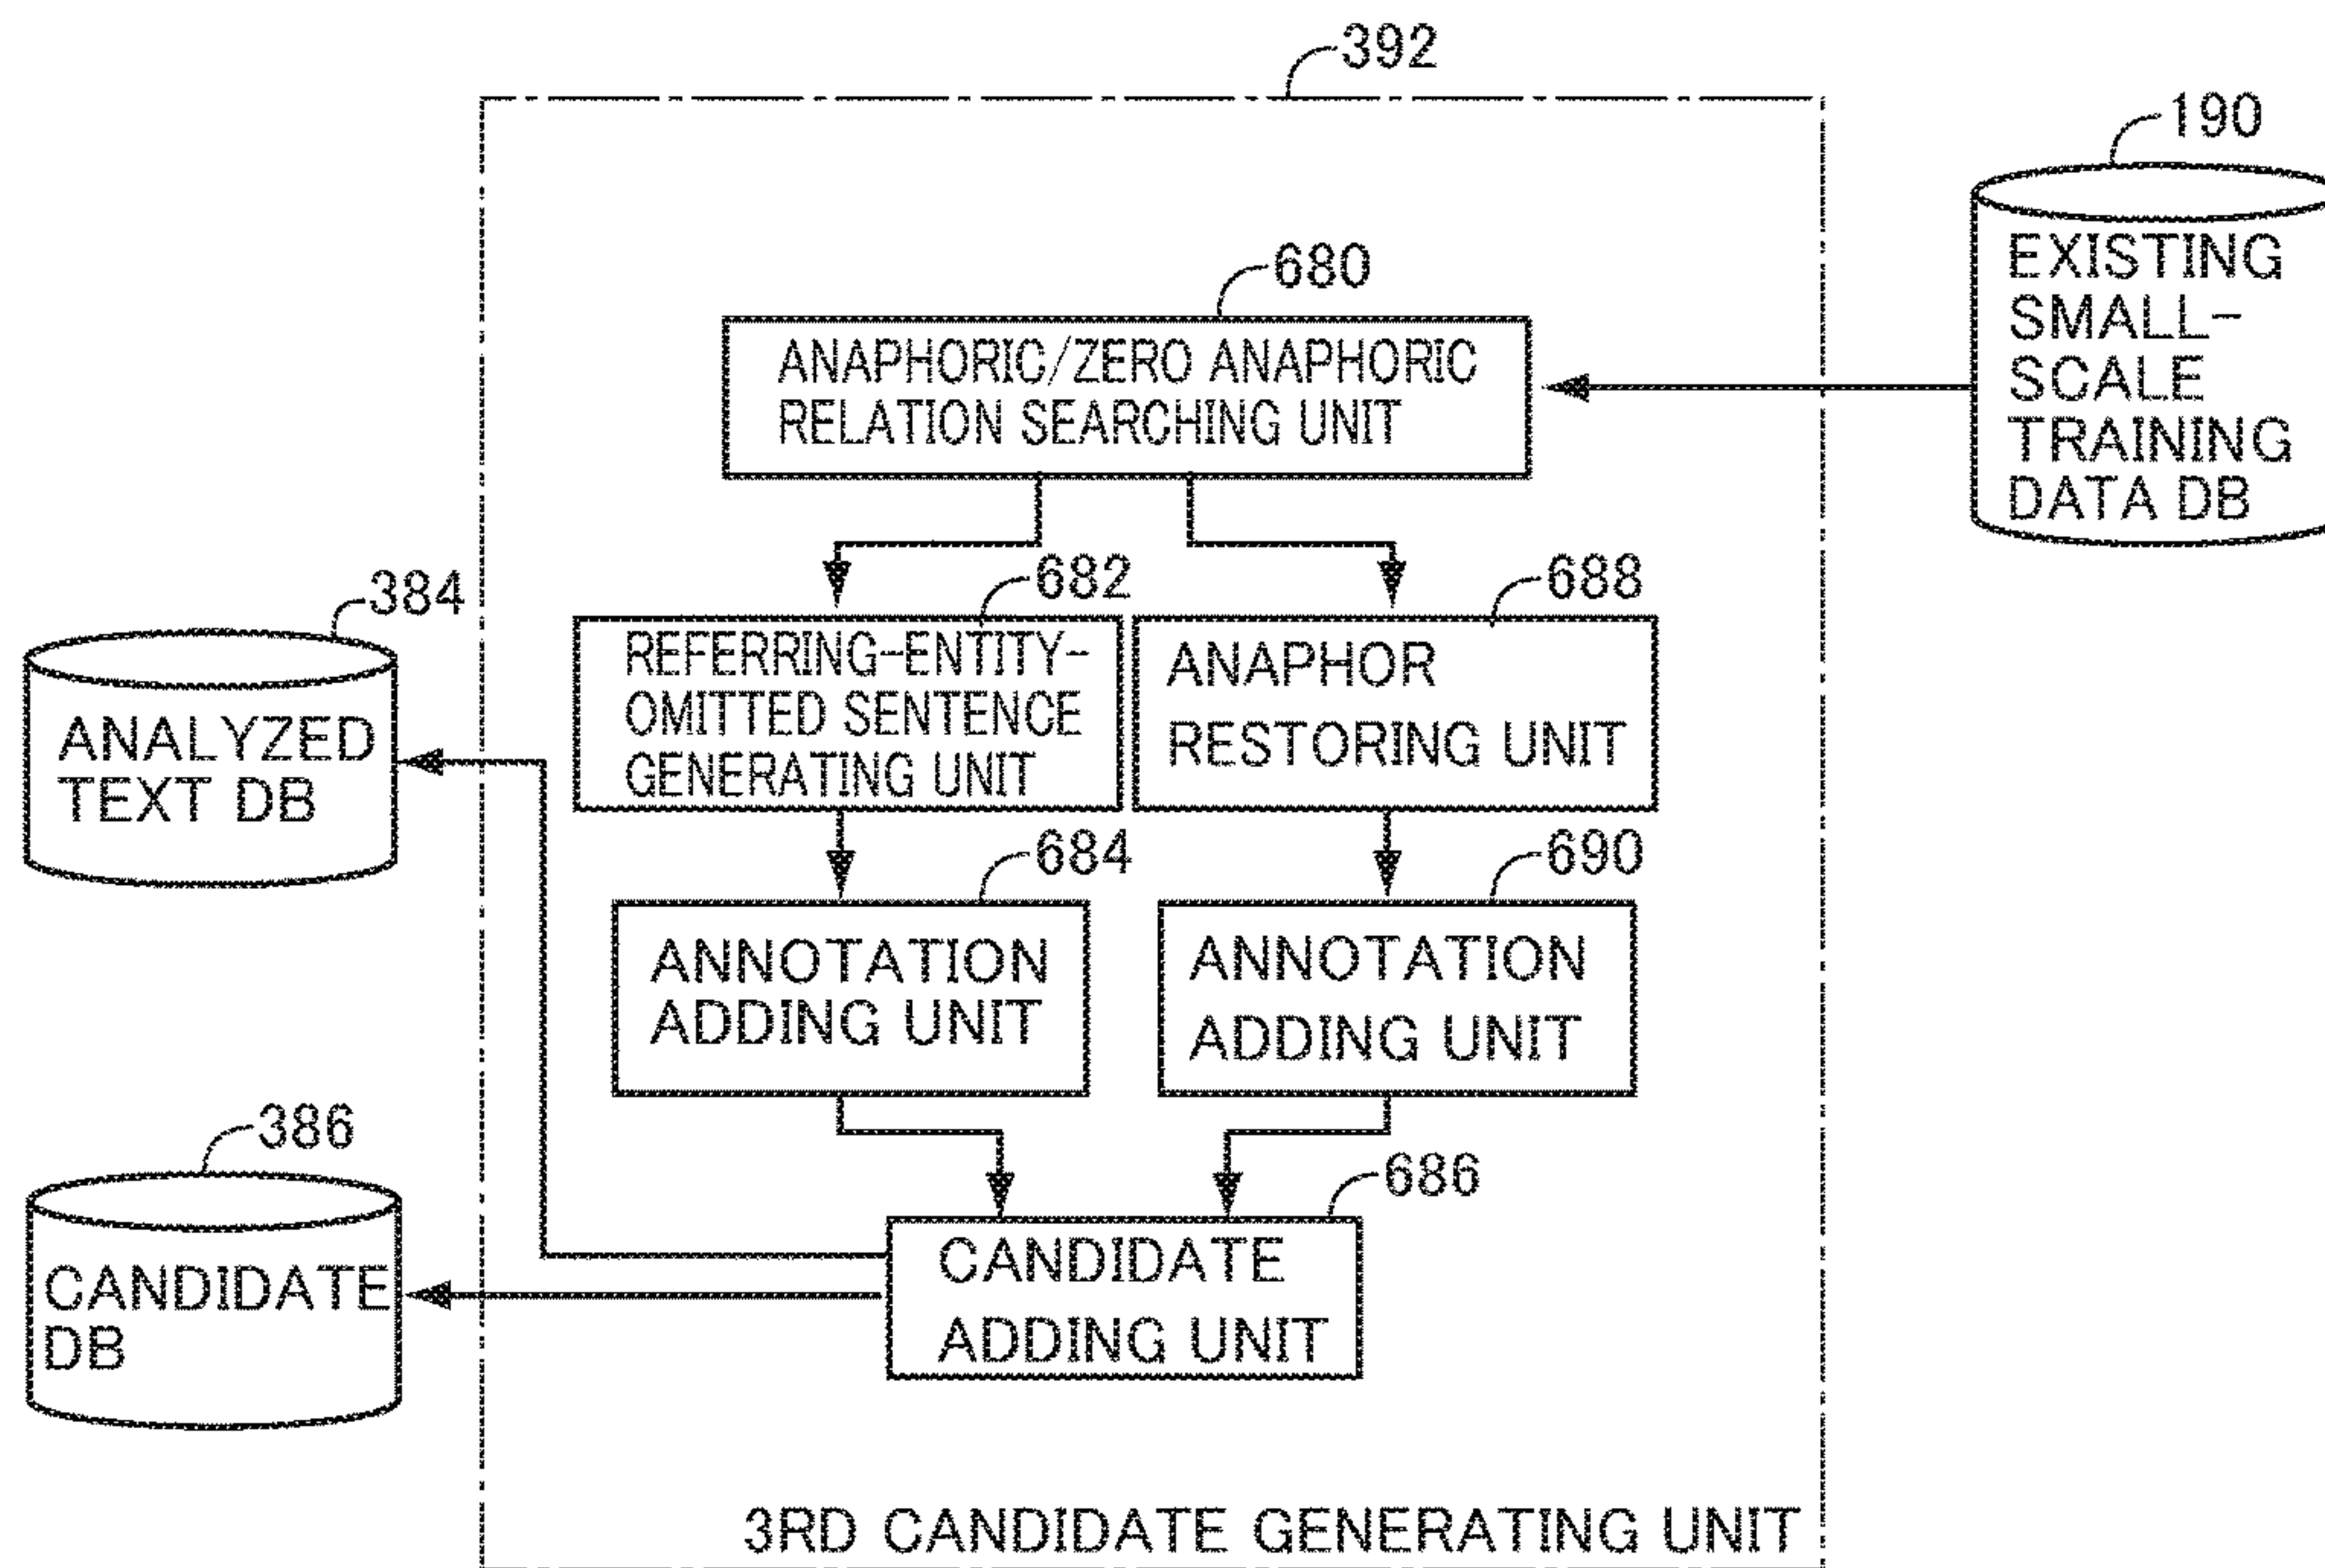 392
190
EXISTING
SMALL-
SCALE
TRAINING
DATA DB
680
ANAPHORIC/ZERO ANAPHORIC
RELATION SEARCHING UNIT
384
ANALYZED
TEXT DB
682
REFERRING-ENTITY-
OMITTED SENTENCE
GENERATING UNIT
688
ANAPHOR
RESTORING UNIT
684
ANNOTATION
ADDING UNIT
690
ANNOTATION
ADDING UNIT
386
CANDIDATE
DB
686
CANDIDATE
ADDING UNIT
3RD CANDIDATE GENERATING UNIT